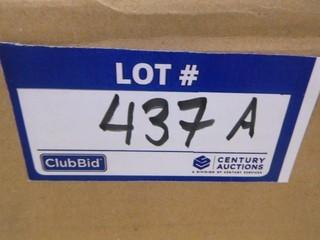 LOT #
437 A
ClubBid
CENTURY
AUCTIONS
A DIVISION OF CENTURY SERVICES